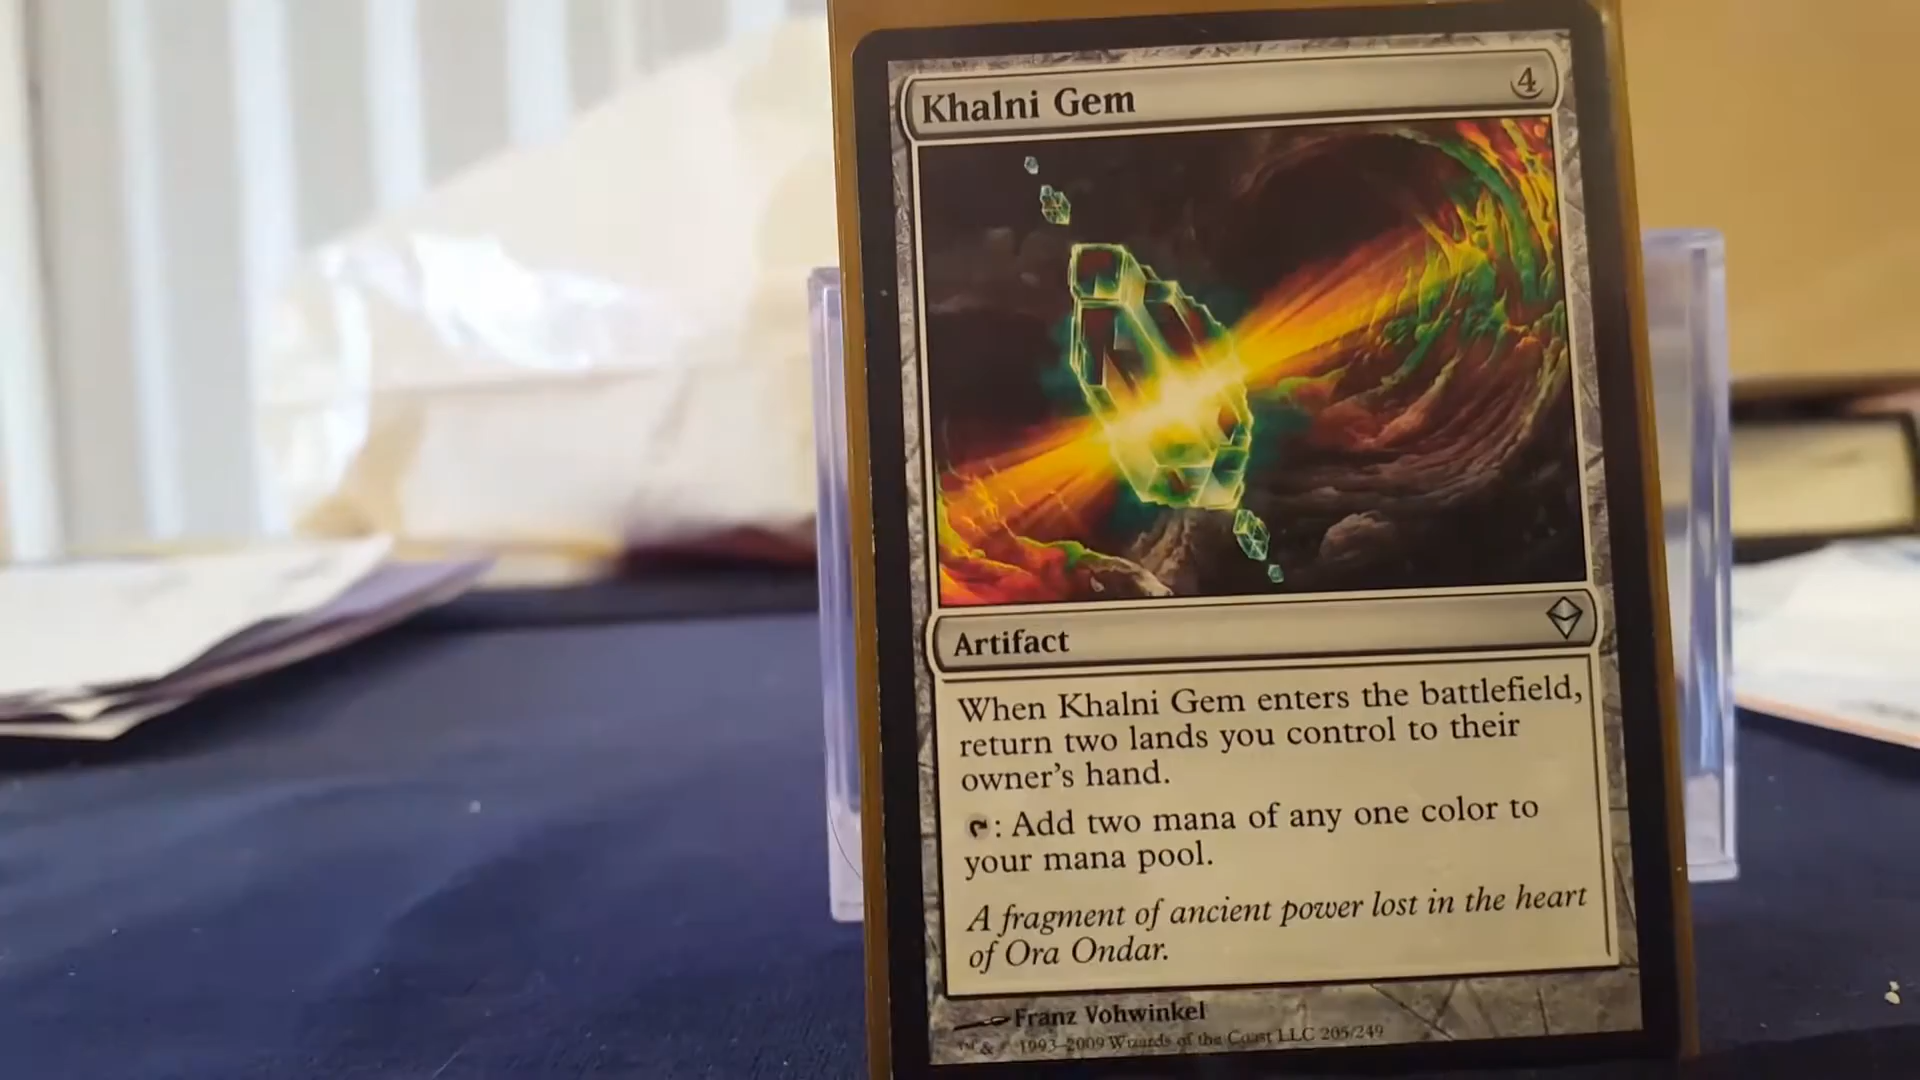 Khalni Gem 4
Artifact
When Khalni Gem enters the battlefield,
return two lands you control to their
owner's hand.
: Add two mana of any one color to
your mana pool.
A fragment of ancient power lost in the heart
of Ora Ondar.
Franz Vohwinkel
™ & © 1993–2009 Wizards of the Coast LLC 205/249